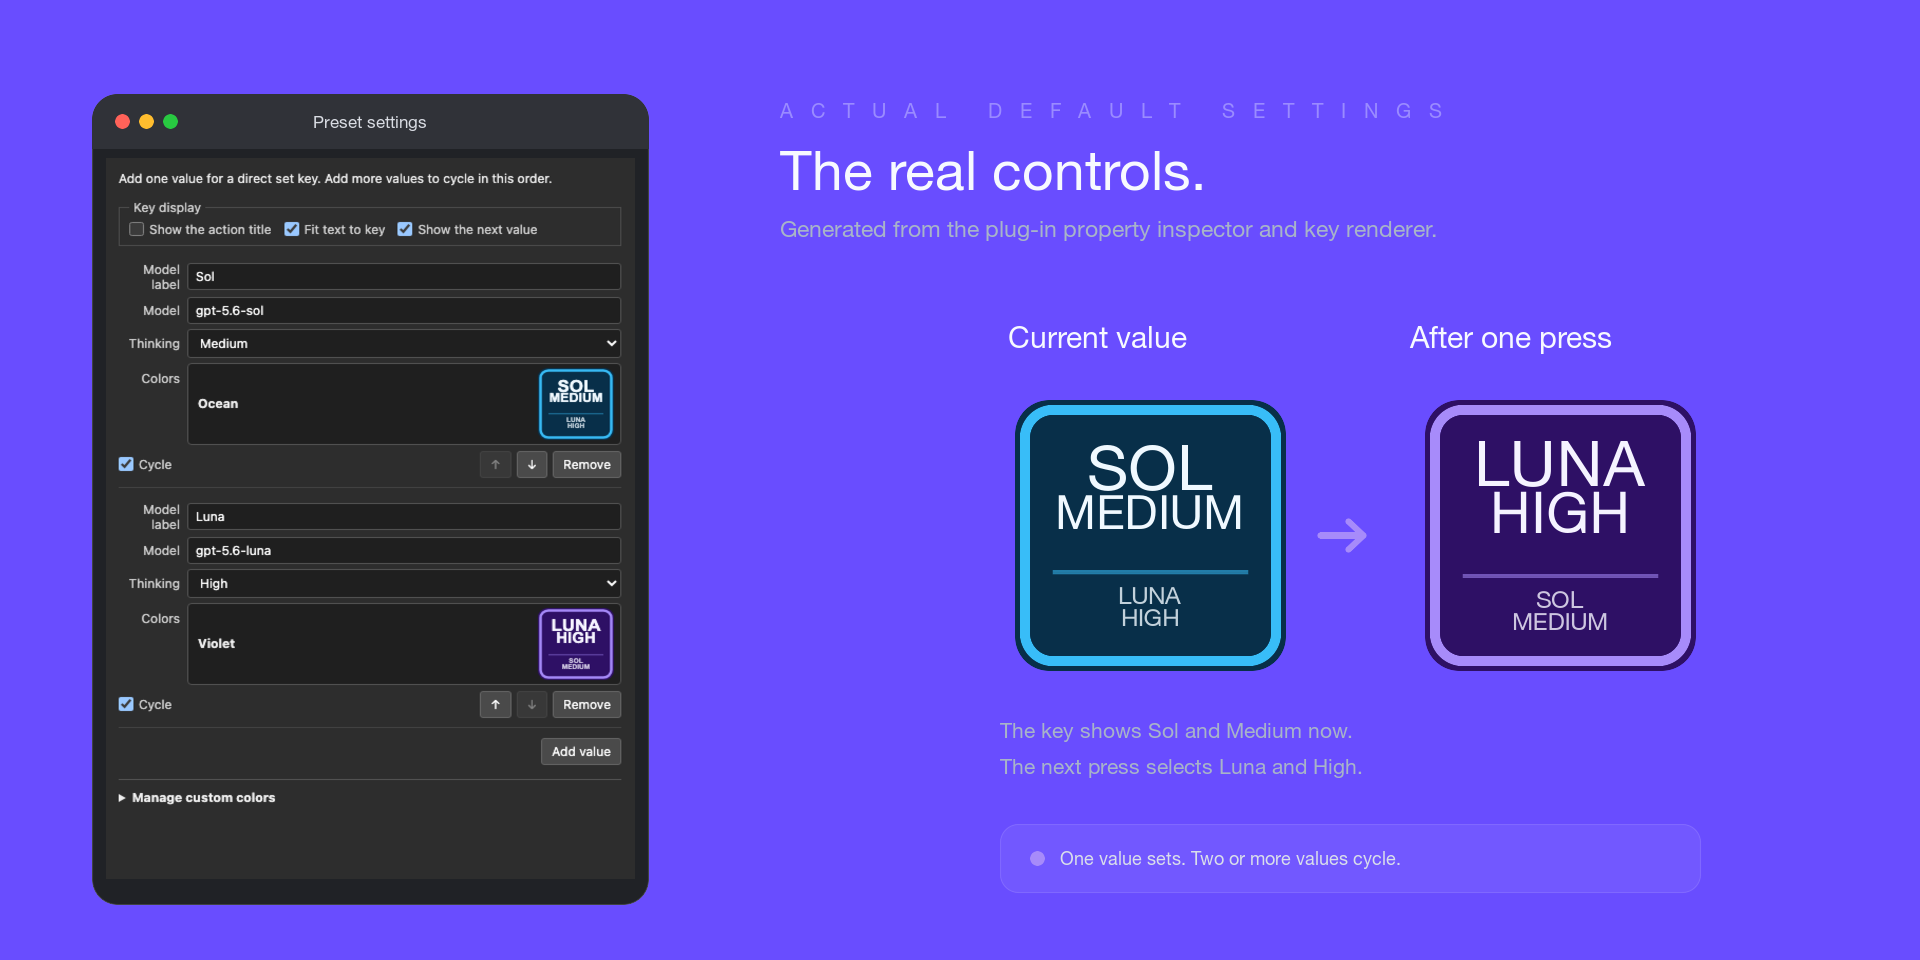 Preset settings
Add one value for a direct set key. Add more values to cycle in this order.
Key display
Show the action title
Fit text to key
Show the next value
Model label
Sol
Model
gpt-5.6-sol
Thinking
Medium
Colors
Ocean
SOL
MEDIUM
LUNA
HIGH
Cycle
↑
↓
Remove
Model label
Luna
Model
gpt-5.6-luna
Thinking
High
Colors
Violet
LUNA
HIGH
SOL
MEDIUM
Cycle
↑
↓
Remove
Add value
Manage custom colors
ACTUAL DEFAULT SETTINGS
The real controls.
Generated from the plug-in property inspector and key renderer.
Current value
SOL
MEDIUM
LUNA
HIGH
After one press
LUNA
HIGH
SOL
MEDIUM
The key shows Sol and Medium now.
The next press selects Luna and High.
One value sets. Two or more values cycle.